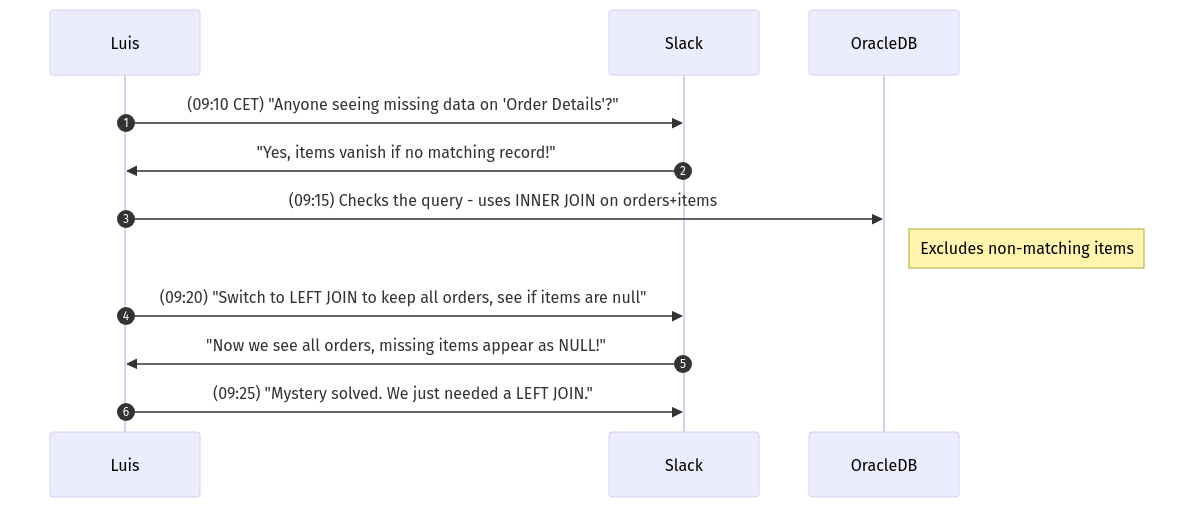 Luis
Slack
OracleDB
(09:10 CET) "Anyone seeing missing data on 'Order Details'?"
1
"Yes, items vanish if no matching record!"
2
(09:15) Checks the query - uses INNER JOIN on orders+items
3
Excludes non-matching items
(09:20) "Switch to LEFT JOIN to keep all orders, see if items are null"
4
"Now we see all orders, missing items appear as NULL!"
5
(09:25) "Mystery solved. We just needed a LEFT JOIN."
6
Luis
Slack
OracleDB